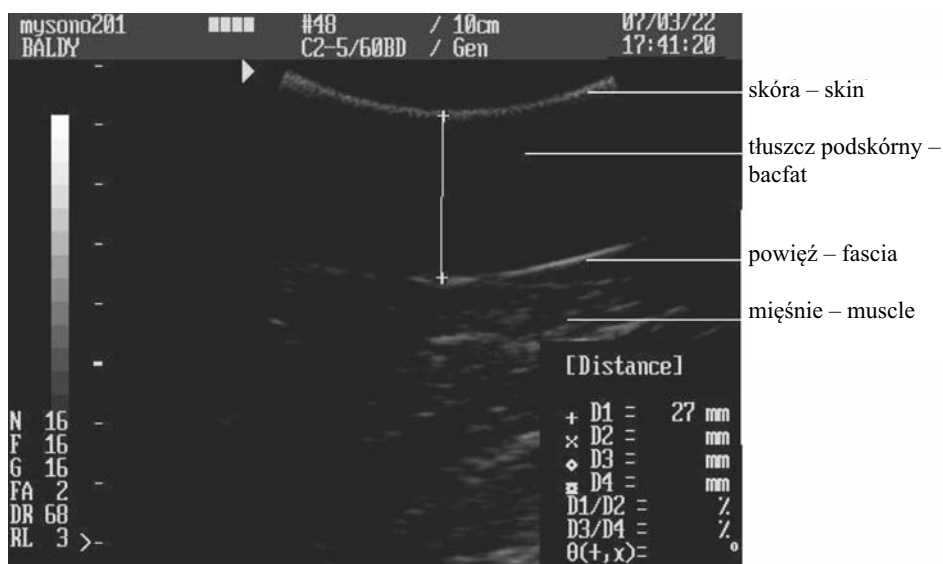 mysono201 #48 / 10cm 07/03/22
BALDY C2-5/60BD / Gen 17:41:20
skóra – skin
tłuszcz podskórny –
bacfat
powięź – fascia
mięśnie – muscle
[Distance]
+ D1 = 27 mm
x D2 = mm
D3 = mm
D4 = mm
D1/D2 = %
D3/D4 = %
θ(+,x)= °
N 16
F 16
G 16
FA 2
DR 68
RL 3 >